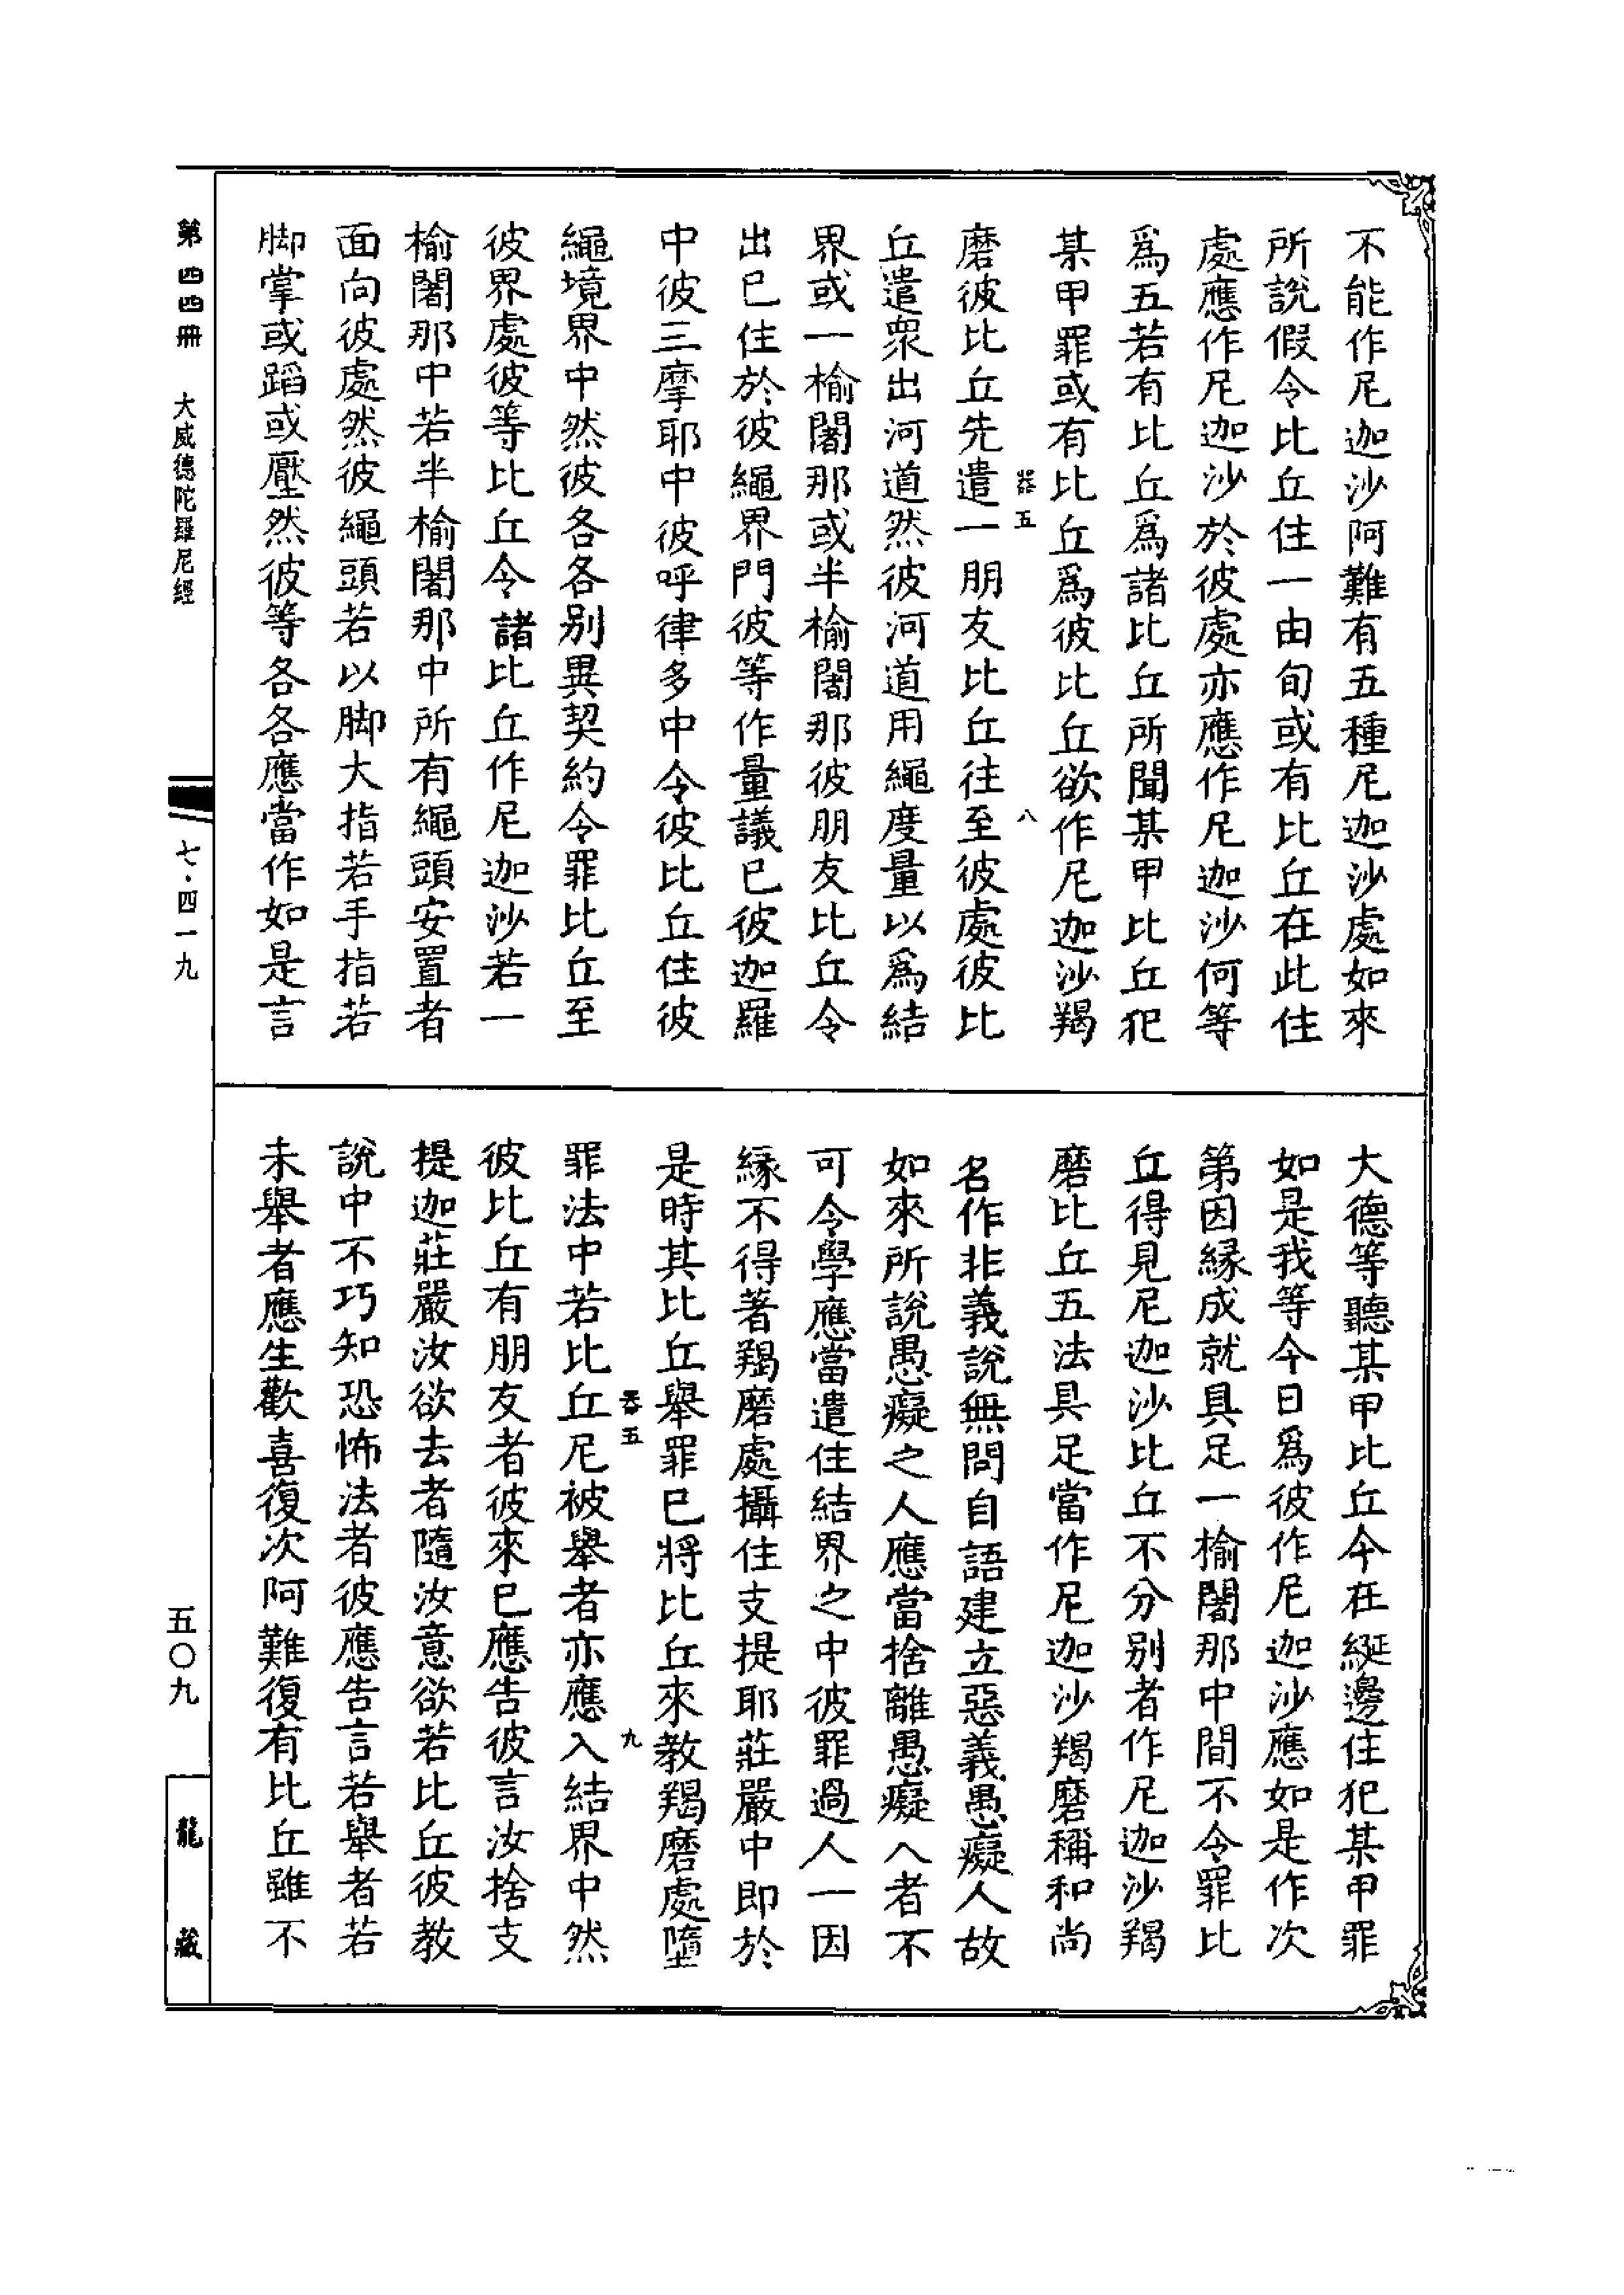 不能作尼迦沙阿難有五種尼迦沙處如來
所說假令比丘住一由旬或有比丘在此住
處應作尼迦沙於彼處亦應作尼迦沙何等
爲五若有比丘爲諸比丘所聞某甲比丘犯
某甲罪或有比丘爲彼比丘欲作尼迦沙羯
器五 八
磨彼比丘先遣一朋友比丘往至彼處彼比
丘遣衆出河道然彼河道用繩度量以爲結
界或一榆闍那或半榆闍那彼朋友比丘令
出已住於彼繩界門彼等作量議已彼迦羅
中彼三摩耶中彼呼律多中令彼比丘住彼
繩境界中然彼各各別異契約令罪比丘至
彼界處彼等比丘令諸比丘作尼迦沙若一
榆闍那中若半榆闍那中所有繩頭安置者
面向彼處然彼繩頭若以脚大指若手指若
脚掌或蹈或壓然彼等各各應當作如是言
大德等聽某甲比丘今在綖邊住犯某甲罪
如是我等今日爲彼作尼迦沙應如是作次
第因縁成就具足一榆闍那中間不令罪比
丘得見尼迦沙比丘不分别者作尼迦沙羯
磨比丘五法具足當作尼迦沙羯磨稱和尚
名作非義說無問自語建立惡義愚癡人故
如來所說愚癡之人應當捨離愚癡人者不
可令學應當遣住結界之中彼罪過人一因
縁不得著羯磨處攝住支提耶莊嚴中即於
是時其比丘舉罪已將比丘來教羯磨處墮
器五 九
罪法中若比丘尼被舉者亦應入結界中然
彼比丘有朋友者彼來已應告彼言汝捨支
提迦莊嚴汝欲去者隨汝意欲若比丘彼教
說中不巧知恐怖法者彼應告言若舉者若
未舉者應生歡喜復次阿難復有比丘雖不
第四四冊 大威德陀羅尼經 七·四一九 五〇九 龍藏